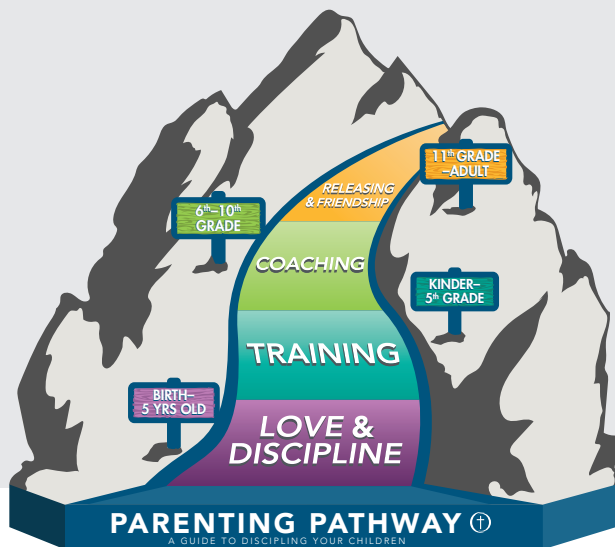 11th GRADE
–ADULT
RELEASING
& FRIENDSHIP
6th–10th
GRADE
COACHING
KINDER–
5th GRADE
TRAINING
BIRTH–
5 YRS OLD
LOVE &
DISCIPLINE
PARENTING PATHWAY
A GUIDE TO DISCIPLING YOUR CHILDREN